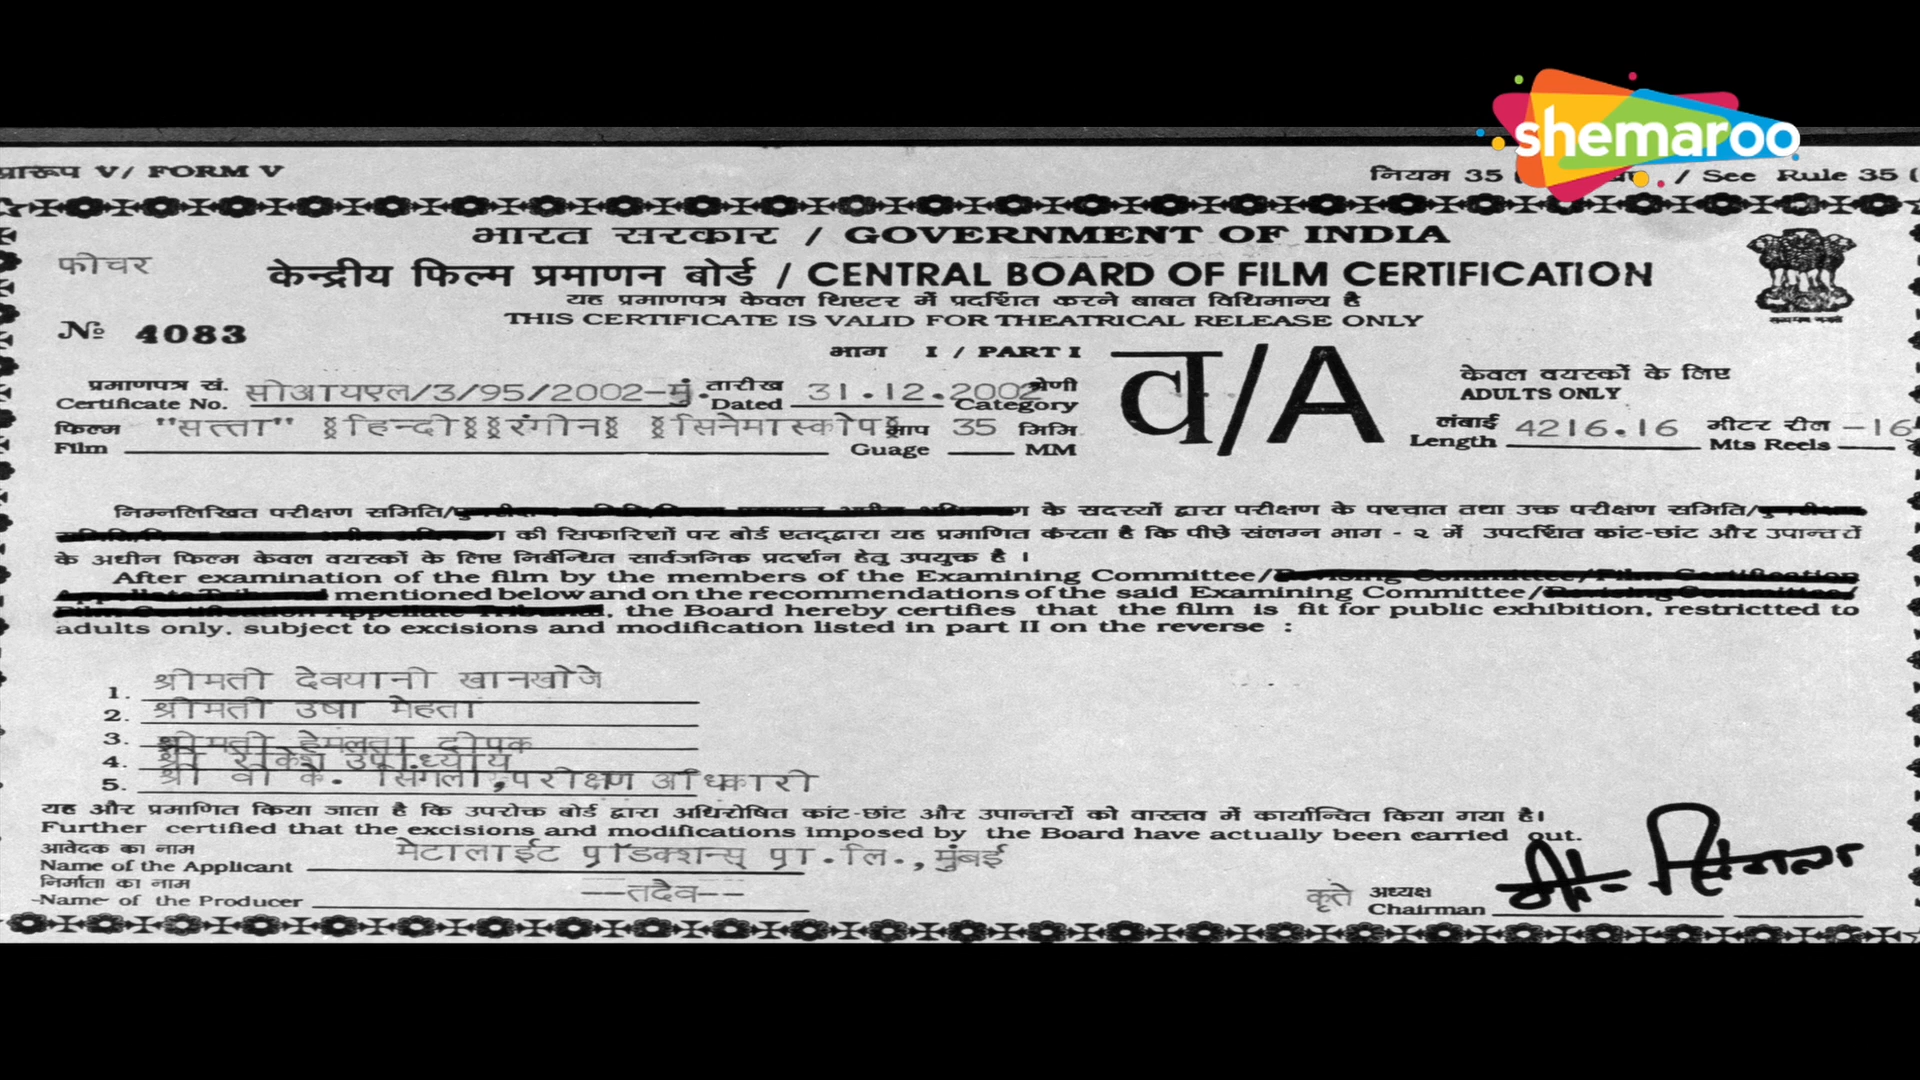 shemaroo
प्रारूप V/ FORM V
नियम 35 ( / See Rule 35 (
भारत सरकार / GOVERNMENT OF INDIA
फीचर
केन्द्रीय फिल्म प्रमाणन बोर्ड / CENTRAL BOARD OF FILM CERTIFICATION
यह प्रमाणपत्र केवल थिएटर में प्रदर्शित करने बाबत विधिमान्य है
THIS CERTIFICATE IS VALID FOR THEATRICAL RELEASE ONLY
№ 4083
भाग I / PART I
व/A
केवल वयस्कों के लिए
ADULTS ONLY
प्रमाणपत्र सं. सीआयएल/3/95/2002-मुं. तारीख 31.12.2002 श्रेणी
Certificate No. Dated Category
फिल्म "सत्ता" हिन्दी रंगीन सिनेमास्कोप माप 35 मिमि
Film Guage MM
लंबाई 4216.16 मीटर रील -16
Length Mts Reels
निम्नलिखित परीक्षण समिति/ के सदस्यों द्वारा परीक्षण के पश्चात तथा उक्त परीक्षण समिति/
की सिफारिशों पर बोर्ड एतद्द्वारा यह प्रमाणित करता है कि पीछे संलग्न भाग - २ में उपदर्शित कांट-छांट और उपान्तरों
के अधीन फिल्म केवल वयस्कों के लिए निर्बन्धित सार्वजनिक प्रदर्शन हेतु उपयुक्त है ।
After examination of the film by the members of the Examining Committee/
mentioned below and on the recommendations of the said Examining Committee/
, the Board hereby certifies that the film is fit for public exhibition, restrictted to
adults only. subject to excisions and modification listed in part II on the reverse :
1. श्रीमती देवयानी खानखोजे
2. श्रीमती उषा मेहता
3. श्रीमती हेमलता दीपक
4. श्री राकेश उपाध्याय
5. श्री वी के. सिंगला,परीक्षण अधिकारी
यह और प्रमाणित किया जाता है कि उपरोक्त बोर्ड द्वारा अधिरोपित कांट-छांट और उपान्तरों को वास्तव में कार्यान्वित किया गया है।
Further certified that the excisions and modifications imposed by the Board have actually been carried out.
आवेदक का नाम मेटालाईट प्रॉडक्शन्स् प्रा.लि.,मुंबई
Name of the Applicant
निर्माता का नाम --तदैव--
Name of the Producer
कृते अध्यक्ष
Chairman